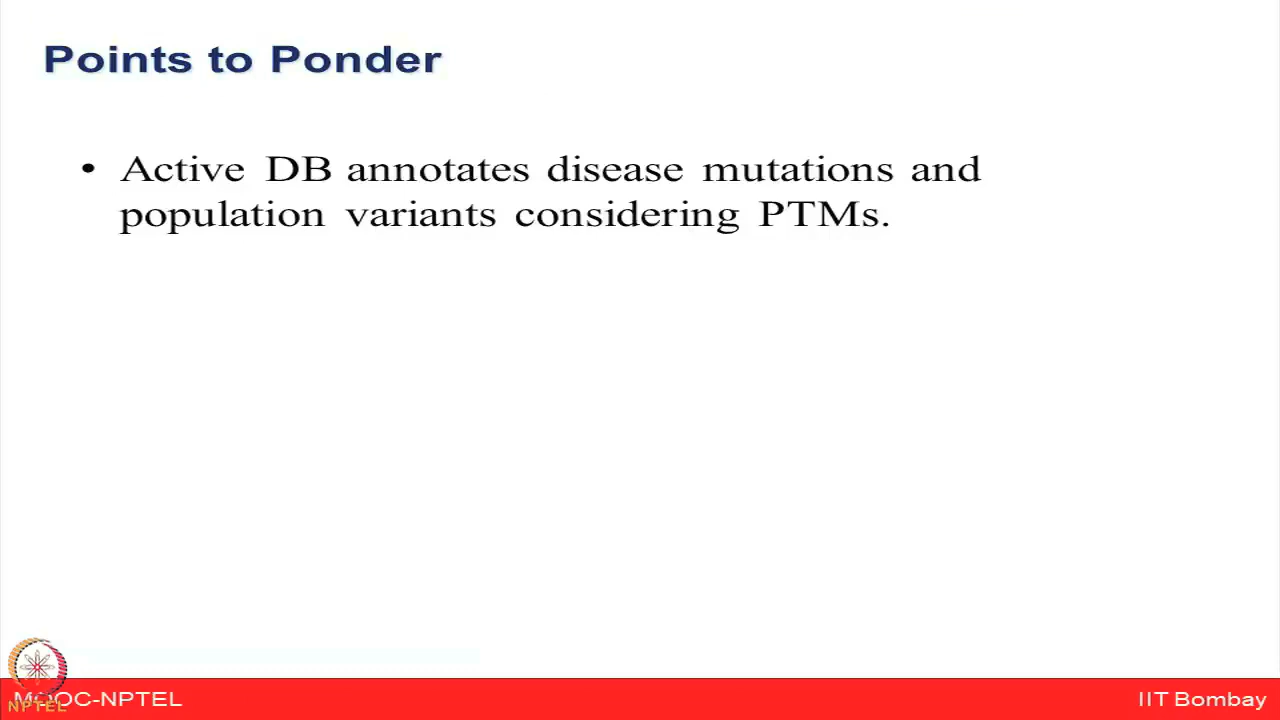 Points to Ponder
• Active DB annotates disease mutations and
population variants considering PTMs.
MOOC-NPTEL
NPTEL
IIT Bombay